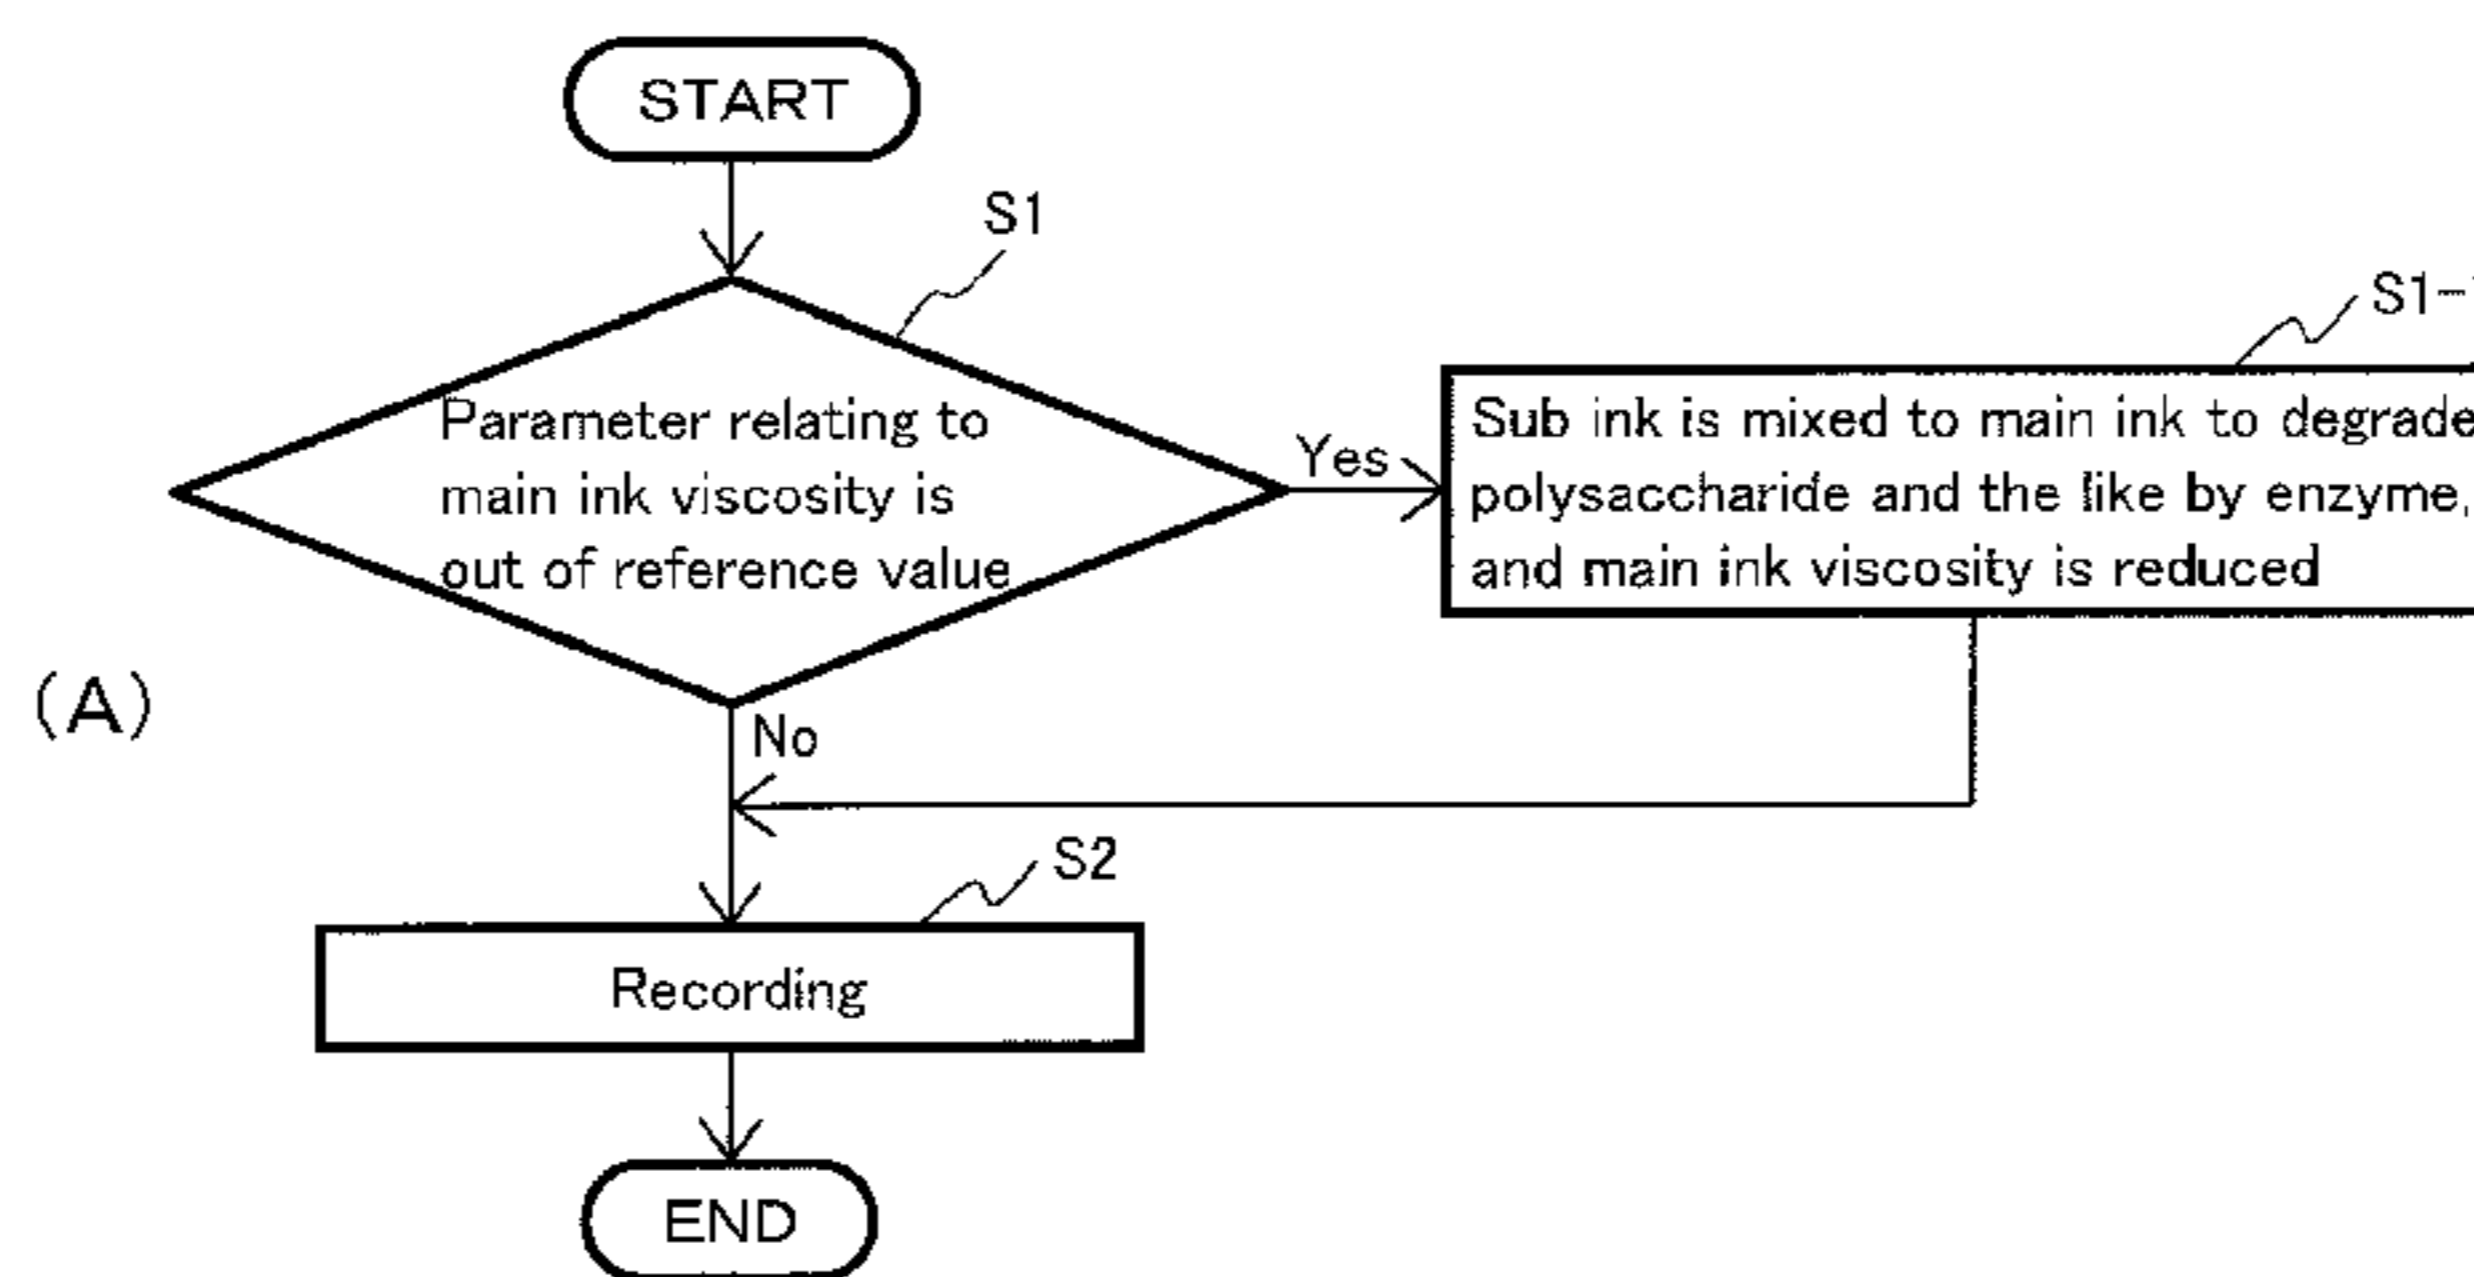 START
S1
S1-
Parameter relating to
main ink viscosity is
out of reference value
Yes
Sub ink is mixed to main ink to degrade
polysaccharide and the like by enzyme,
and main ink viscosity is reduced
(A)
No
S2
Recording
END